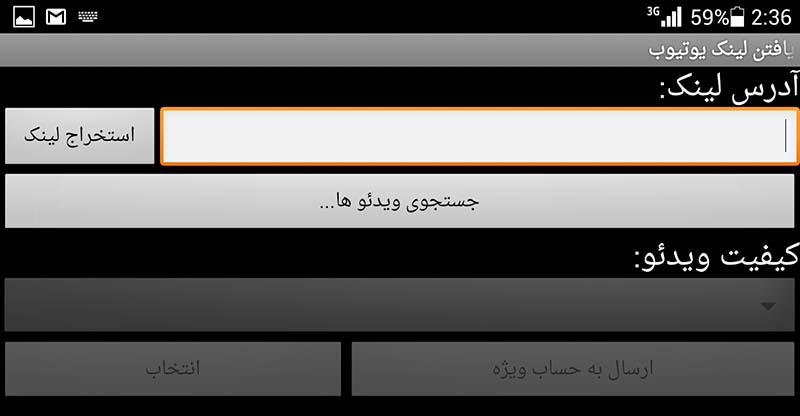 3G 59% 2:36
یافتن لینک یوتیوب
آدرس لینک:
استخراج لینک
جستجوی ویدئو ها...
کیفیت ویدئو:
ارسال به حساب ویژه
انتخاب